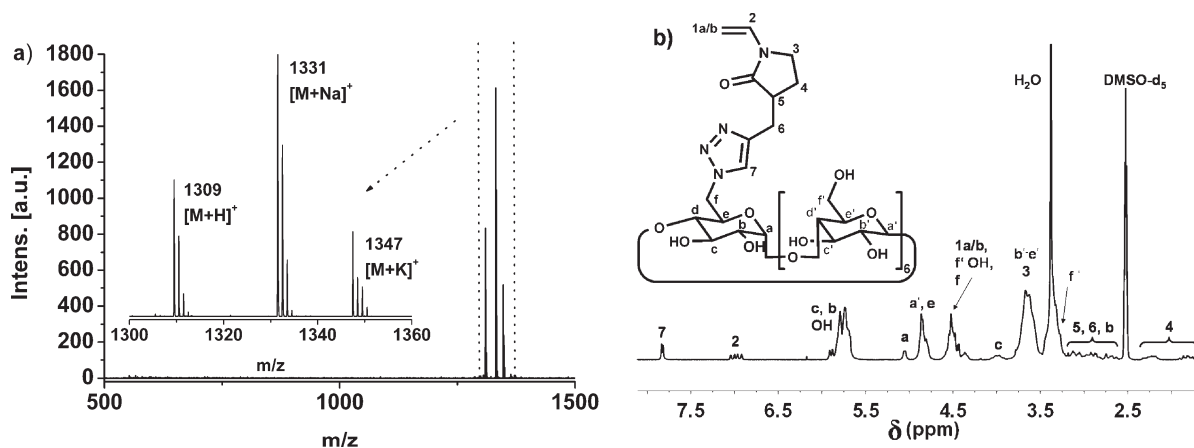 a)
Intens. [a.u.]
1800
1600
1400
1200
1000
800
600
400
200
0
1331
[M+Na]⁺
1309
[M+H]⁺
1347
[M+K]⁺
1300 1320 1340 1360
m/z
500 1000 1500
m/z
b)
1a/b 2
N 3
O 4
5
6
N N
N 7
f
OH
f'
d e O d' e' O
O b a b' a'
HO c OH HO c' OH
O 6
1a/b,
f' OH,
f
b'-e'
3
H₂O
f'
DMSO-d₅
7
2
c, b
OH
a
a', e
c
5, 6, b
4
7.5 6.5 5.5 4.5 3.5 2.5
δ (ppm)